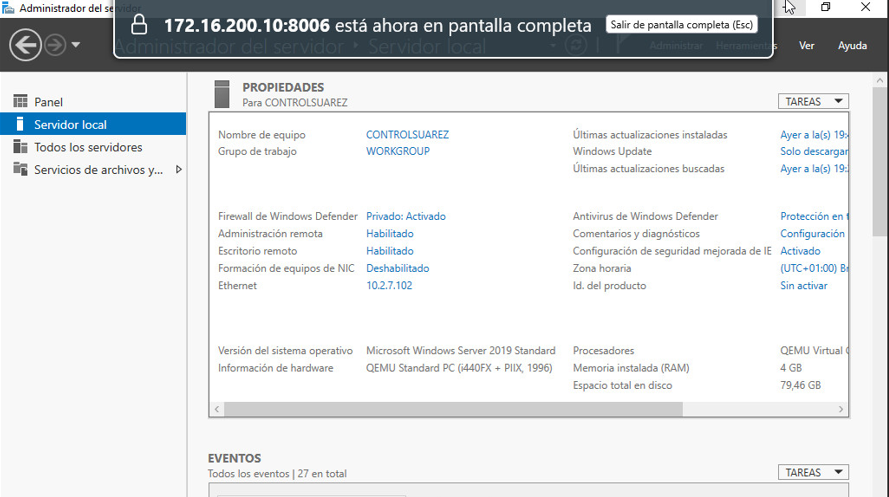 Administrador del servidor
172.16.200.10:8006 está ahora en pantalla completa
Salir de pantalla completa (Esc)
Administrador del servidor Servidor local
Administrar Herramientas Ver Ayuda
Panel
Servidor local
Todos los servidores
Servicios de archivos y...
PROPIEDADES
Para CONTROLSUAREZ
TAREAS
Nombre de equipo CONTROLSUAREZ
Grupo de trabajo WORKGROUP
Últimas actualizaciones instaladas Ayer a la(s) 19:
Windows Update Solo descargar
Últimas actualizaciones buscadas Ayer a la(s) 19:
Firewall de Windows Defender Privado: Activado
Administración remota Habilitado
Escritorio remoto Habilitado
Formación de equipos de NIC Deshabilitado
Ethernet 10.2.7.102
Antivirus de Windows Defender Protección en
Comentarios y diagnósticos Configuración
Configuración de seguridad mejorada de IE Activado
Zona horaria (UTC+01:00) Br
Id. del producto Sin activar
Versión del sistema operativo Microsoft Windows Server 2019 Standard
Información de hardware QEMU Standard PC (i440FX + PIIX, 1996)
Procesadores QEMU Virtual C
Memoria instalada (RAM) 4 GB
Espacio total en disco 79,46 GB
EVENTOS
Todos los eventos | 27 en total
TAREAS